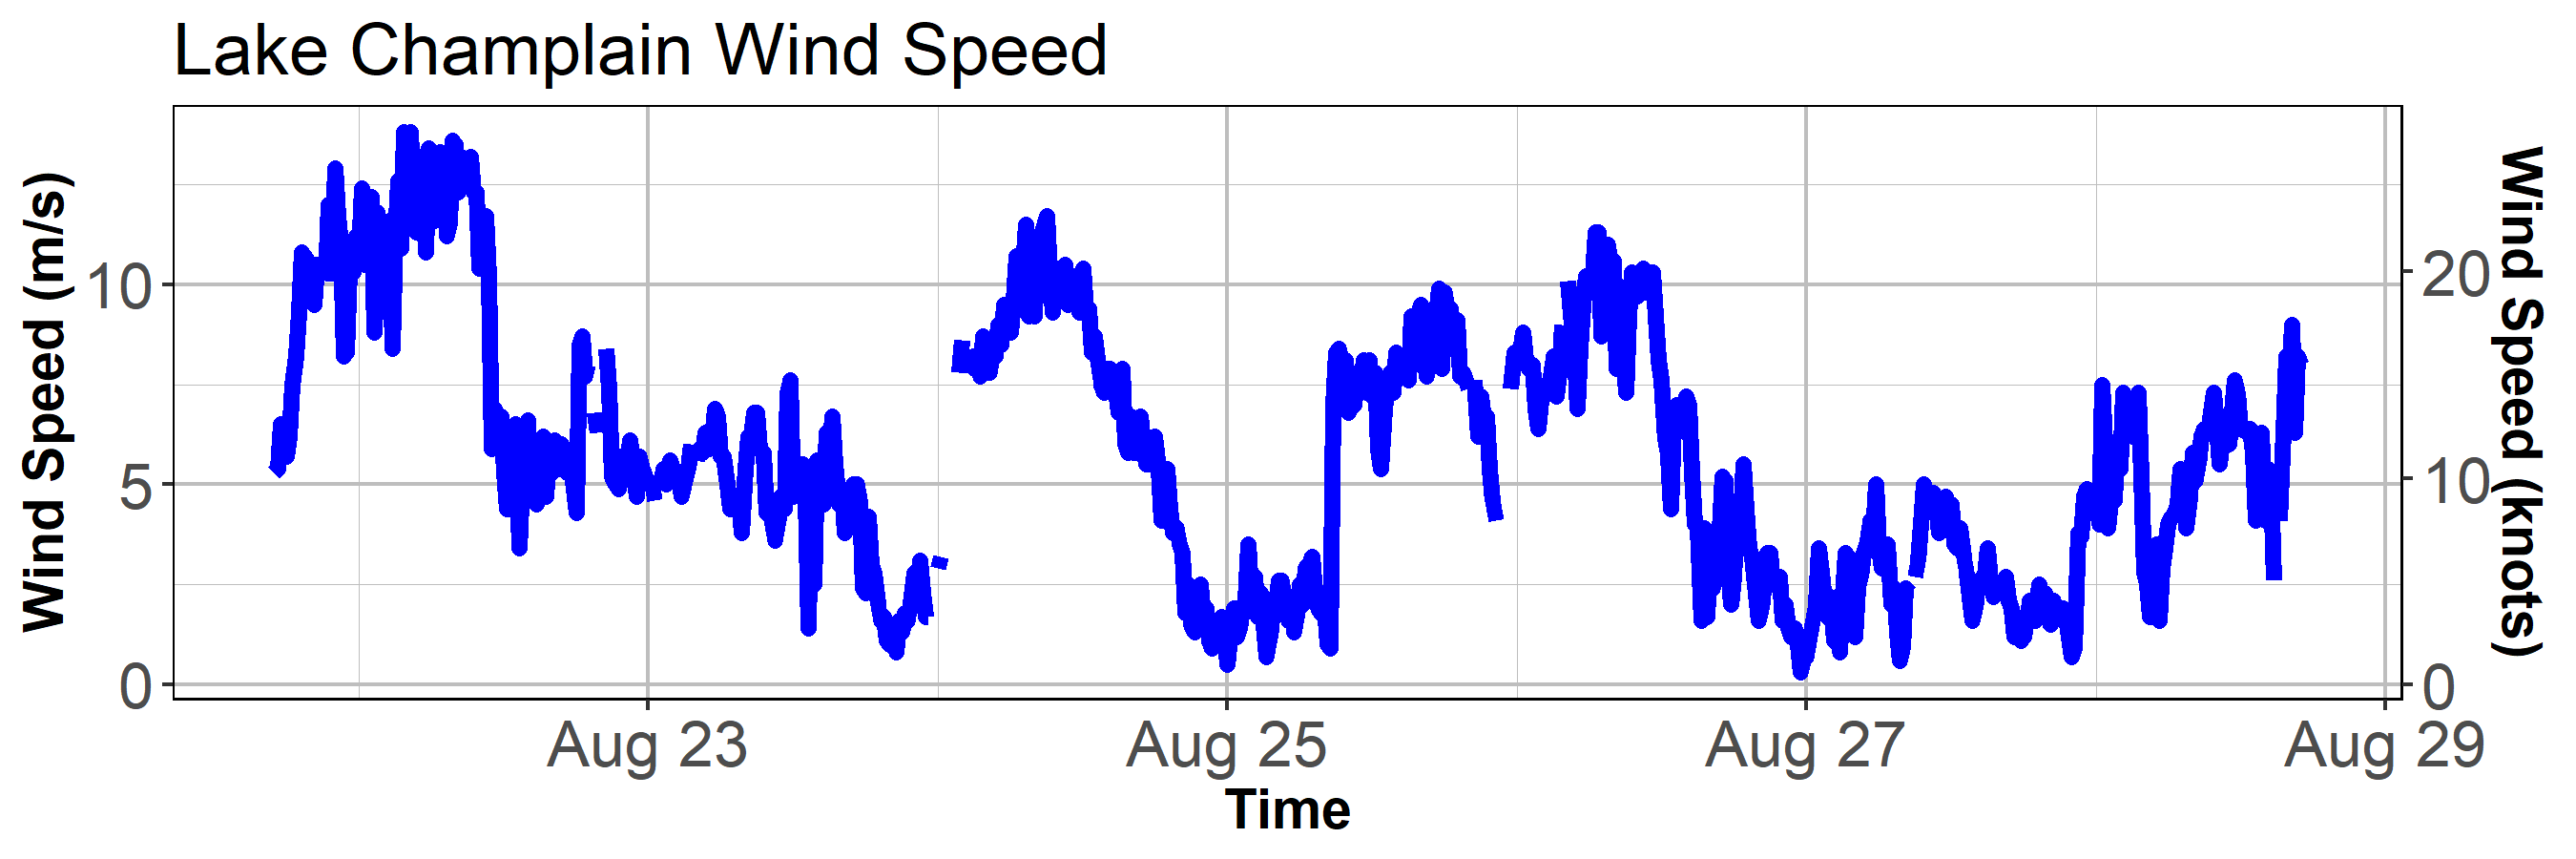 Lake Champlain Wind Speed
Wind Speed (m/s)
10
5
0
20
10
0
Wind Speed (knots)
Aug 23
Aug 25
Aug 27
Aug 29
Time